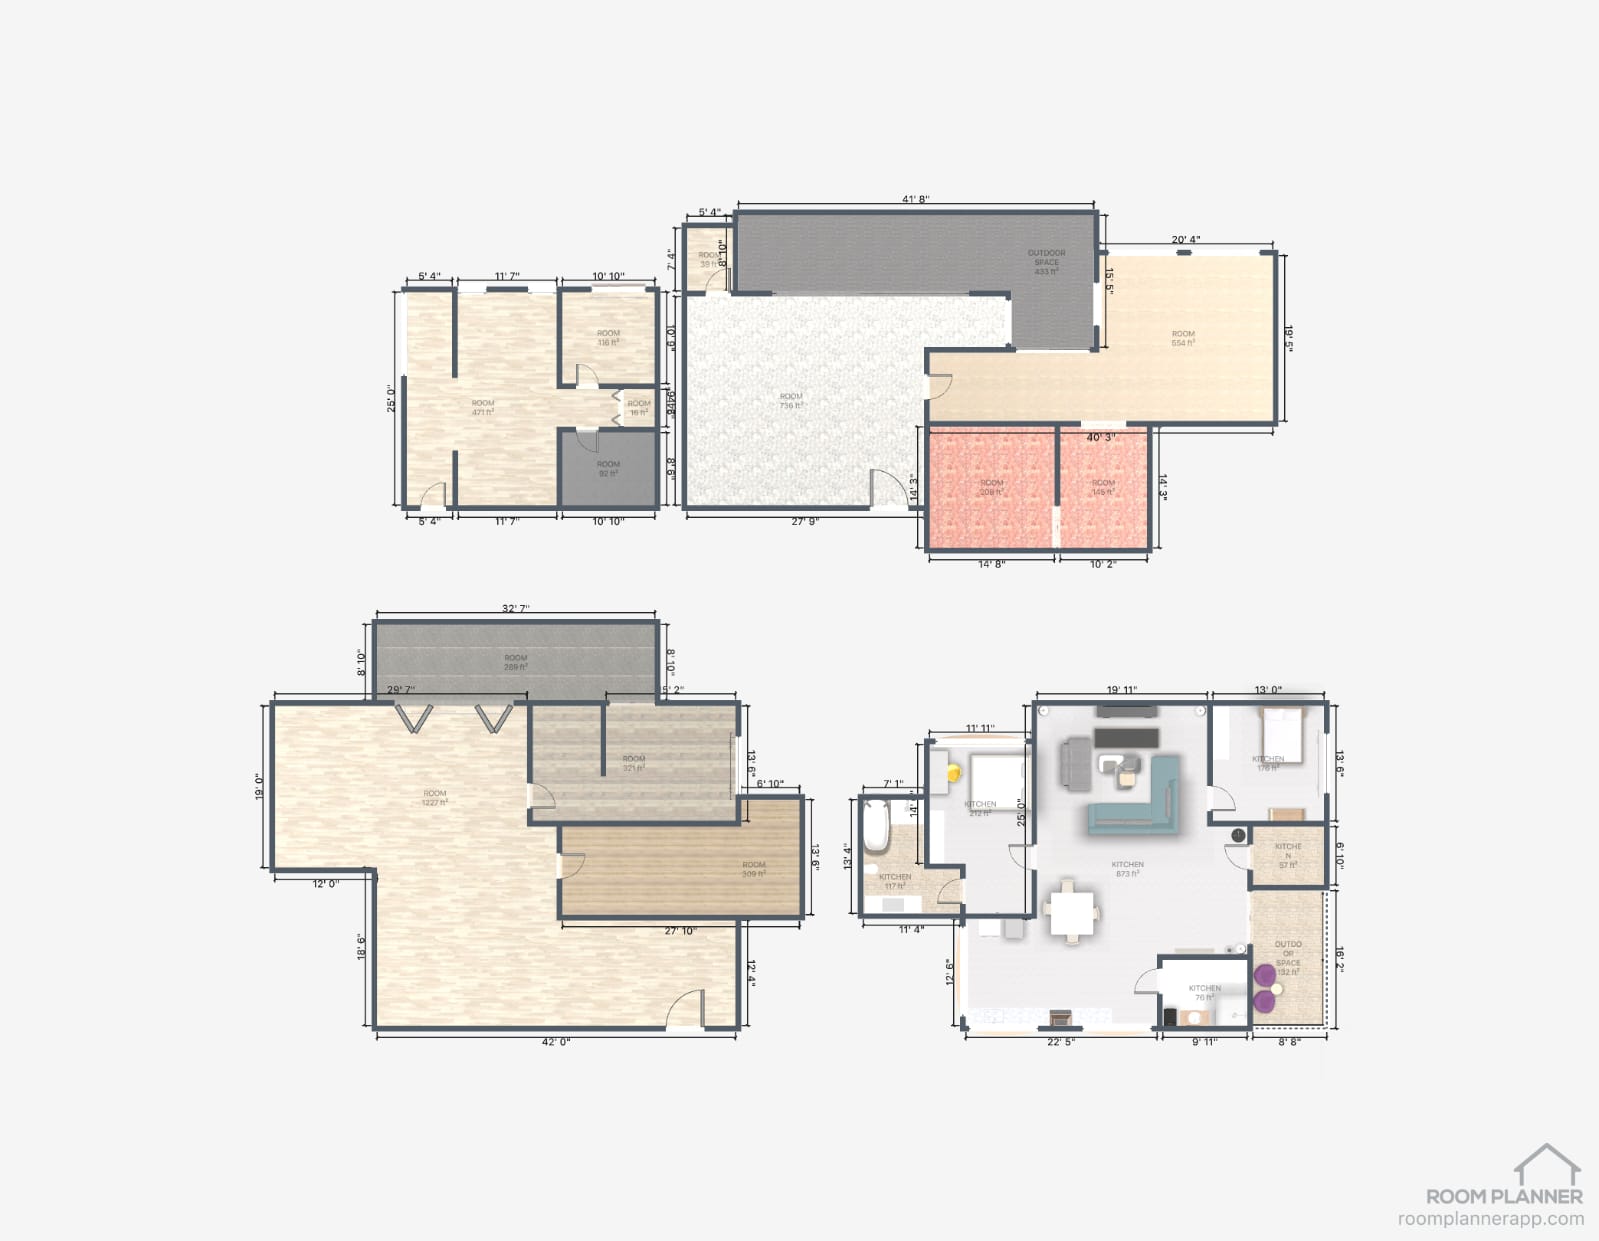 41' 8"
5' 4"
8' 10"
7' 4"
ROOM
39 ft²
OUTDOOR
SPACE
433 ft²
15' 5"
20' 4"
ROOM
554 ft²
19' 5"
5' 4"
11' 7"
10' 10"
ROOM
116 ft²
10' 9"
25' 0"
ROOM
471 ft²
ROOM
16 ft²
ROOM
92 ft²
8' 6"
5' 4"
11' 7"
10' 10"
ROOM
736 ft²
27' 9"
40' 3"
14' 3"
ROOM
209 ft²
ROOM
145 ft²
14' 3"
14' 8"
10' 2"
32' 7"
8' 10"
ROOM
289 ft²
8' 10"
29' 7"
5' 2"
19' 0"
ROOM
1227 ft²
ROOM
321 ft²
13' 6"
6' 10"
12' 0"
ROOM
309 ft²
13' 6"
27' 10"
18' 6"
12' 4"
42' 0"
19' 11"
13' 0"
11' 11"
KITCHEN
176 ft²
13' 6"
7' 1"
14' 1"
KITCHEN
212 ft²
25' 0"
13' 4"
KITCHEN
117 ft²
KITCHEN
873 ft²
KITCHE
N
57 ft²
6' 10"
11' 4"
12' 6"
OUTDO
OR
SPACE
132 ft²
16' 2"
KITCHEN
76 ft²
22' 5"
9' 11"
8' 8"
ROOM PLANNER
roomplannerapp.com